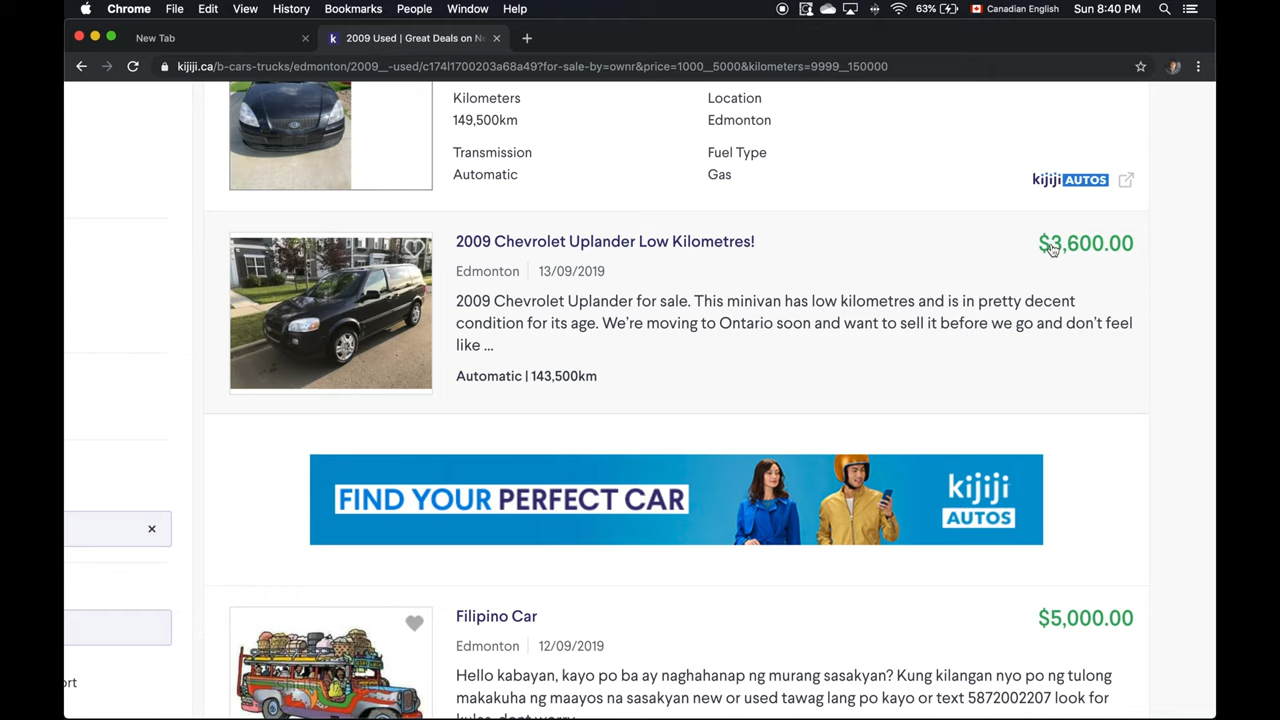 Chrome File Edit View History Bookmarks People Window Help 63% Canadian English Sun 8:40 PM
New Tab × k 2009 Used | Great Deals on N × +
kijiji.ca/b-cars-trucks/edmonton/2009__-used/c174l1700203a68a49?for-sale-by=ownr&price=1000__5000&kilometers=9999__150000
Kilometers Location
149,500km Edmonton
Transmission Fuel Type
Automatic Gas
kijiji AUTOS
2009 Chevrolet Uplander Low Kilometres! $3,600.00
Edmonton 13/09/2019
2009 Chevrolet Uplander for sale. This minivan has low kilometres and is in pretty decent
condition for its age. We're moving to Ontario soon and want to sell it before we go and don't feel
like ...
Automatic | 143,500km
FIND YOUR PERFECT CAR
kijiji
AUTOS
×
Filipino Car $5,000.00
Edmonton 12/09/2019
Hello kabayan, kayo po ba ay naghahanap ng murang sasakyan? Kung kilangan nyo po ng tulong
makakuha ng maayos na sasakyan new or used tawag lang po kayo or text 5872002207 look for
ort